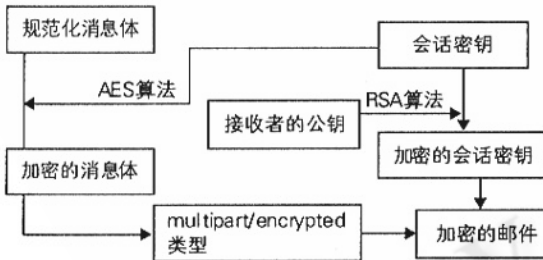 规范化消息体
会话密钥
AES算法
RSA算法
接收者的公钥
加密的消息体
加密的会话密钥
multipart/encrypted
类型
加密的邮件